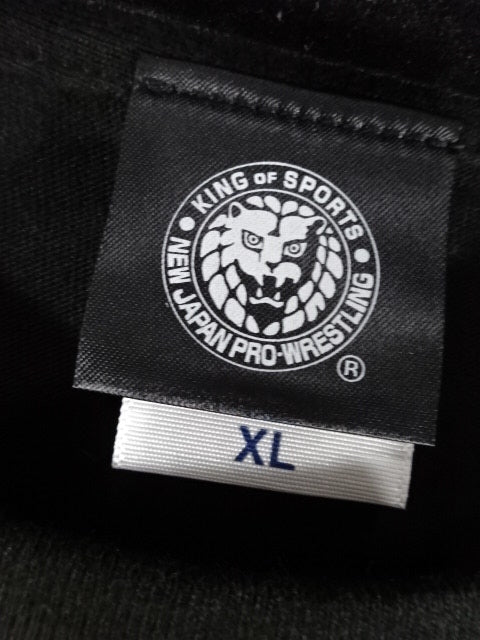 KING OF SPORTS
NEW JAPAN PRO-WRESTLING
®
XL